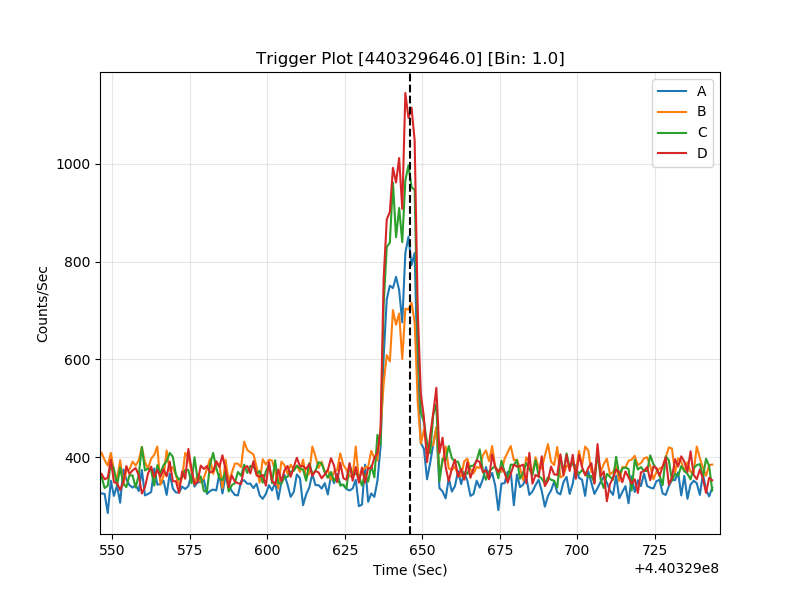 Trigger Plot [440329646.0] [Bin: 1.0]
A
B
C
D
1000
800
600
400
Counts/Sec
550 575 600 625 650 675 700 725
Time (Sec)
+4.40329e8